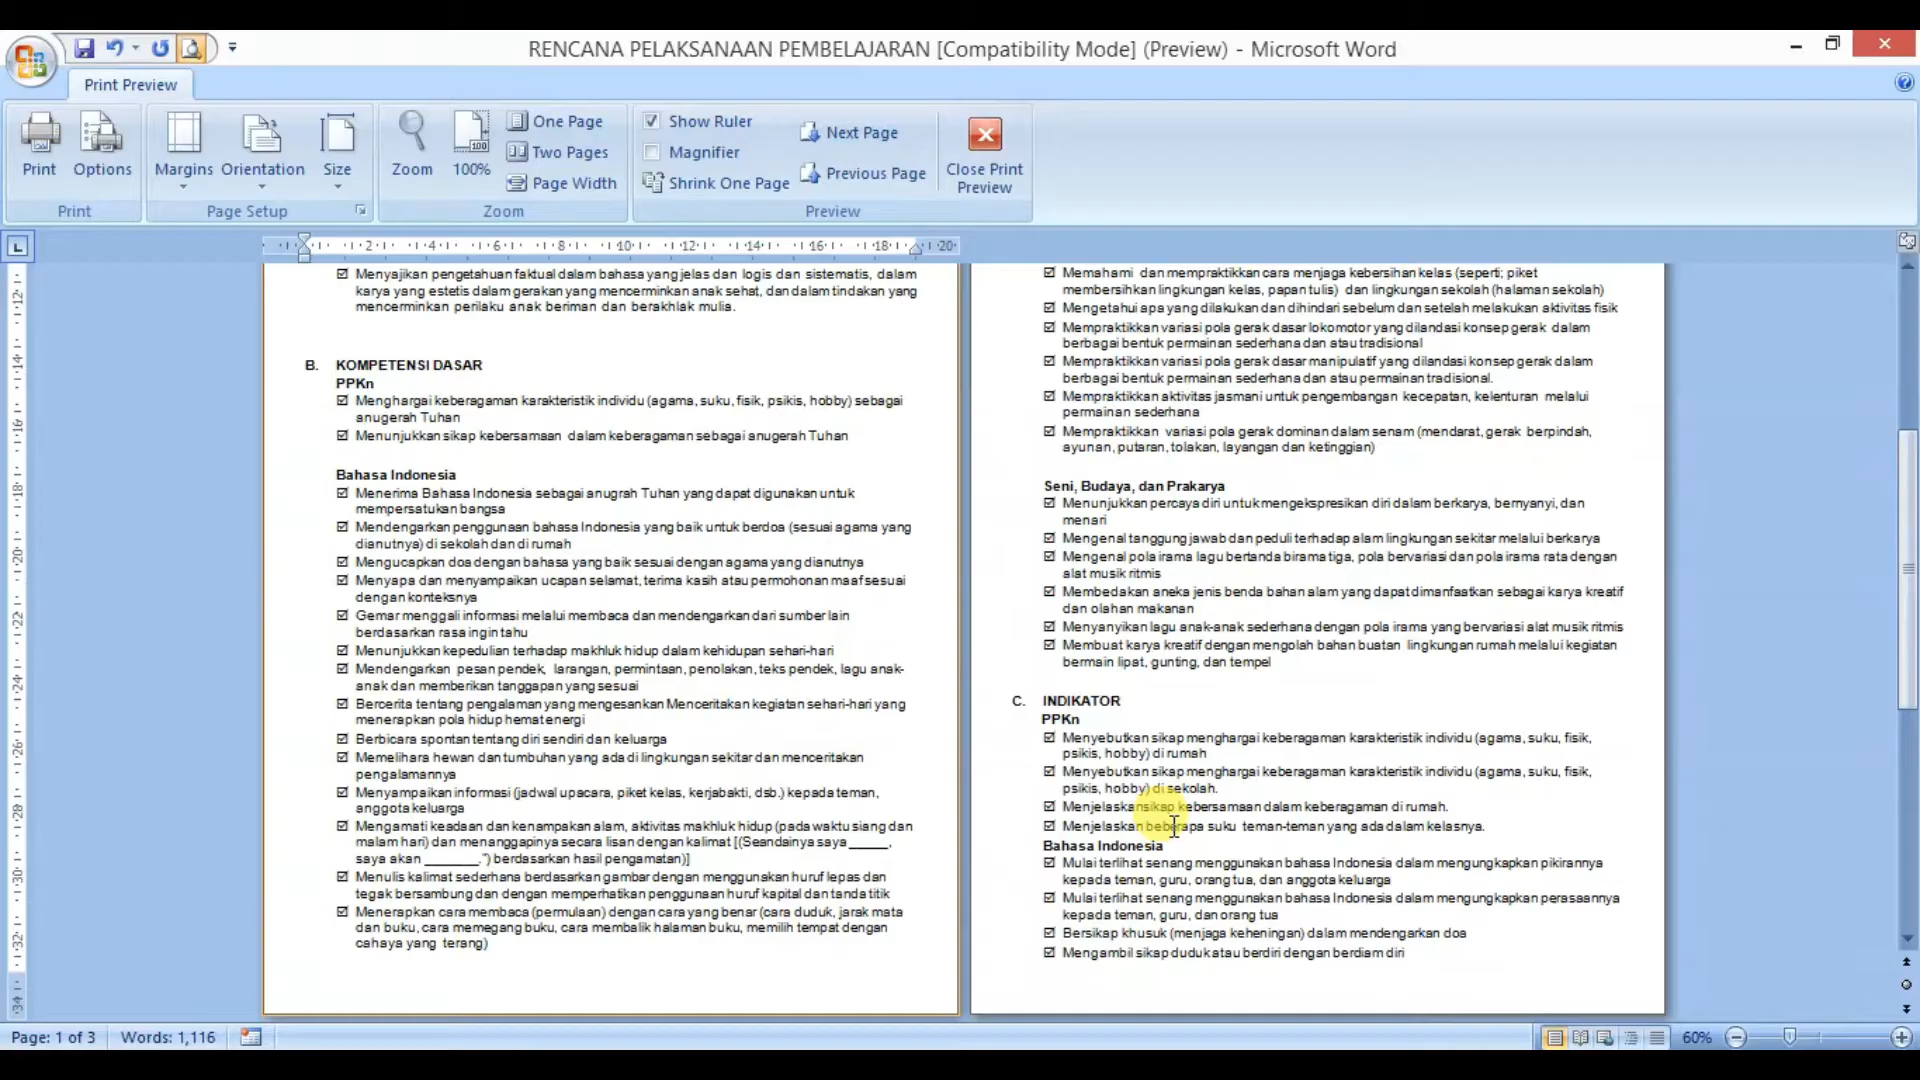 RENCANA PELAKSANAAN PEMBELAJARAN [Compatibility Mode] (Preview) - Microsoft Word
Print Preview
Print
Options
Margins
Orientation
Size
Zoom
100%
One Page
Two Pages
Page Width
Show Ruler
Magnifier
Shrink One Page
Next Page
Previous Page
Close Print
Preview
Print
Page Setup
Zoom
Preview
Menyajikan pengetahuan faktual dalam bahasa yang jelas dan logis dan sistematis, dalam
karya yang estetis dalam gerakan yang mencerminkan anak sehat, dan dalam tindakan yang
mencerminkan perilaku anak beriman dan berakhlak mulia.
B. KOMPETENSI DASAR
PPKn
Menghargai keberagaman karakteristik individu (agama, suku, fisik, psikis, hobby) sebagai
anugerah Tuhan
Menunjukkan sikap kebersamaan dalam keberagaman sebagai anugerah Tuhan
Bahasa Indonesia
Menerima Bahasa Indonesia sebagai anugrah Tuhan yang dapat digunakan untuk
mempersatukan bangsa
Mendengarkan penggunaan bahasa Indonesia yang baik untuk berdoa (sesuai agama yang
dianutnya) di sekolah dan di rumah
Mengucapkan doa dengan bahasa yang baik sesuai dengan agama yang dianutnya
Menyapa dan menyampaikan ucapan selamat, terima kasih atau permohonan maaf sesuai
dengan konteksnya
Gemar menggali informasi melalui membaca dan mendengarkan dari sumber lain
berdasarkan rasa ingin tahu
Menunjukkan kepedulian terhadap makhluk hidup dalam kehidupan sehari-hari
Mendengarkan pesan pendek, larangan, permintaan, penolakan, teks pendek, lagu anak-
anak dan memberikan tanggapan yang sesuai
Bercerita tentang pengalaman yang mengesankan Menceritakan kegiatan sehari-hari yang
menerapkan pola hidup hemat energi
Berbicara spontan tentang diri sendiri dan keluarga
Memelihara hewan dan tumbuhan yang ada di lingkungan sekitar dan menceritakan
pengalamannya
Menyampaikan informasi (jadwal upacara, piket kelas, kerjabakti, dsb.) kepada teman,
anggota keluarga
Mengamati keadaan dan kenampakan alam, aktivitas makhluk hidup (pada waktu siang dan
malam hari) dan menanggapinya secara lisan dengan kalimat [(Seandainya saya _____,
saya akan _______.") berdasarkan hasil pengamatan)]
Menulis kalimat sederhana berdasarkan gambar dengan menggunakan huruf lepas dan
tegak bersambung dan dengan memperhatikan penggunaan huruf kapital dan tanda titik
Menerapkan cara membaca (permulaan) dengan cara yang benar (cara duduk, jarak mata
dan buku, cara memegang buku, cara membalik halaman buku, memilih tempat dengan
cahaya yang terang)
Memahami dan mempraktikkan cara menjaga kebersihan kelas (seperti; piket
membersihkan lingkungan kelas, papan tulis) dan lingkungan sekolah (halaman sekolah)
Mengetahui apa yang dilakukan dan dihindari sebelum dan setelah melakukan aktivitas fisik
Mempraktikkan variasi pola gerak dasar lokomotor yang dilandasi konsep gerak dalam
berbagai bentuk permainan sederhana dan atau tradisional
Mempraktikkan variasi pola gerak dasar manipulatif yang dilandasi konsep gerak dalam
berbagai bentuk permainan sederhana dan atau permainan tradisional.
Mempraktikkan aktivitas jasmani untuk pengembangan kecepatan, kelenturan melalui
permainan sederhana
Mempraktikkan variasi pola gerak dominan dalam senam (mendarat, gerak berpindah,
ayunan, putaran, tolakan, layangan dan ketinggian)
Seni, Budaya, dan Prakarya
Menunjukkan percaya diri untuk mengekspresikan diri dalam berkarya, bernyanyi, dan
menari
Mengenal tanggung jawab dan peduli terhadap alam lingkungan sekitar melalui berkarya
Mengenal pola irama lagu bertanda birama tiga, pola bervariasi dan pola irama rata dengan
alat musik ritmis
Membedakan aneka jenis benda bahan alam yang dapat dimanfaatkan sebagai karya kreatif
dan olahan makanan
Menyanyikan lagu anak-anak sederhana dengan pola irama yang bervariasi alat musik ritmis
Membuat karya kreatif dengan mengolah bahan buatan lingkungan rumah melalui kegiatan
bermain lipat, gunting, dan tempel
C. INDIKATOR
PPKn
Menyebutkan sikap menghargai keberagaman karakteristik individu (agama, suku, fisik,
psikis, hobby) di rumah
Menyebutkan sikap menghargai keberagaman karakteristik individu (agama, suku, fisik,
psikis, hobby) di sekolah.
Menjelaskan sikap kebersamaan dalam keberagaman di rumah.
Menjelaskan beberapa suku teman-teman yang ada dalam kelasnya.
Bahasa Indonesia
Mulai terlihat senang menggunakan bahasa Indonesia dalam mengungkapkan pikirannya
kepada teman, guru, orang tua, dan anggota keluarga
Mulai terlihat senang menggunakan bahasa Indonesia dalam mengungkapkan perasaannya
kepada teman, guru, dan orang tua
Bersikap khusuk (menjaga keheningan) dalam mendengarkan doa
Mengambil sikap duduk atau berdiri dengan berdiam diri
Page: 1 of 3
Words: 1,116
60%